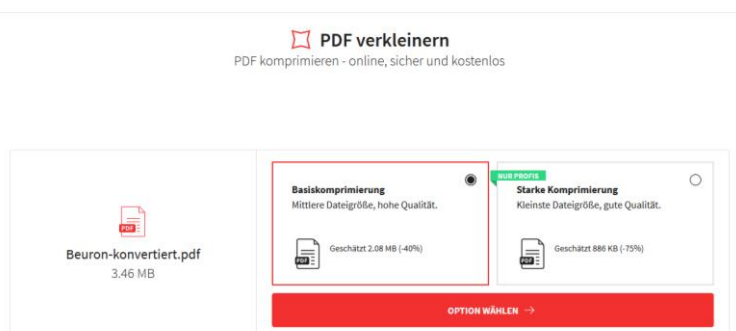 PDF verkleinern
PDF komprimieren - online, sicher und kostenlos
Basiskomprimierung
Mittlere Dateigröße, hohe Qualität.
PDF
Geschätzt 2.08 MB (-40%)
NUR PROFIS
Starke Komprimierung
Kleinste Dateigröße, gute Qualität.
PDF
Geschätzt 886 KB (-75%)
PDF
Beuron-konvertiert.pdf
3.46 MB
OPTION WÄHLEN →